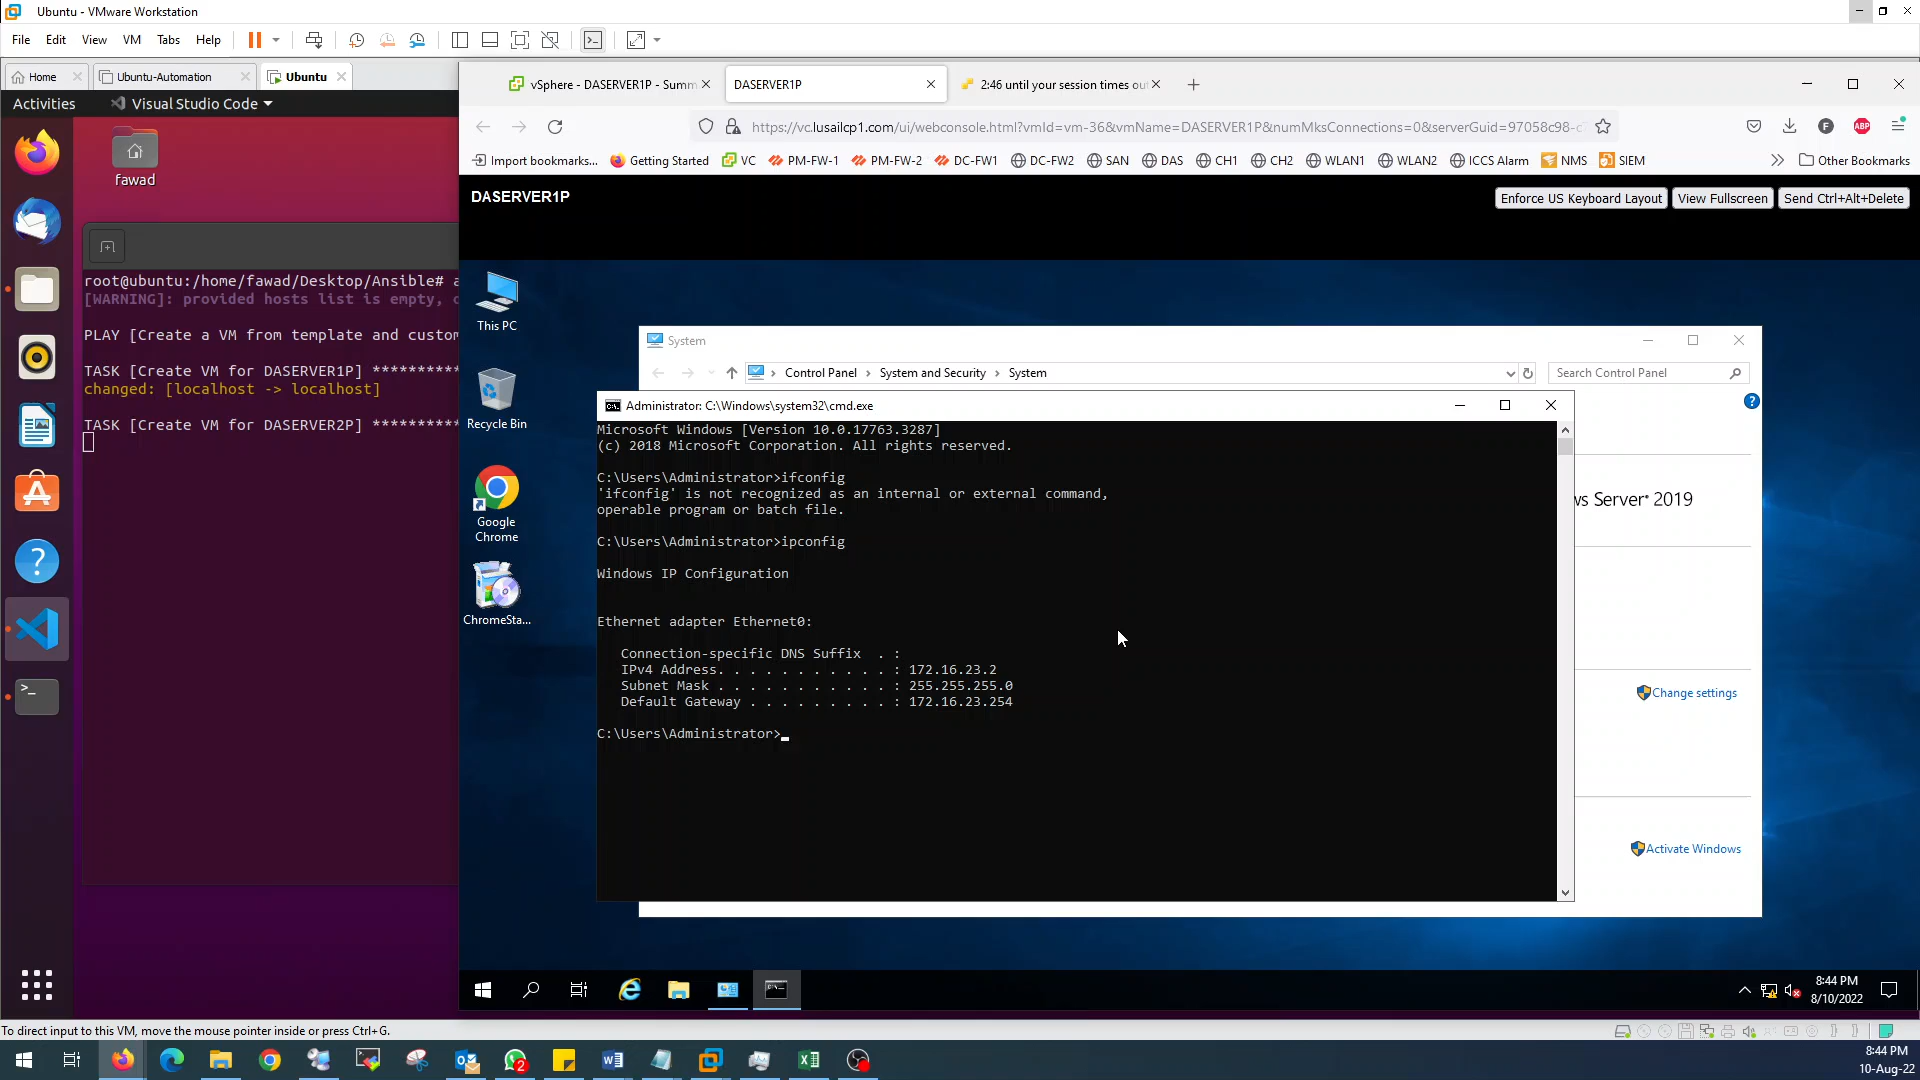 Ubuntu - VMware Workstation
File Edit View VM Tabs Help
Home Ubuntu-Automation Ubuntu
Activities Visual Studio Code
fawad
root@ubuntu:/home/fawad/Desktop/Ansible# a
[WARNING]: provided hosts list is empty,
PLAY [Create a VM from template and custom
TASK [Create VM for DASERVER1P] **********
changed: [localhost -> localhost]
TASK [Create VM for DASERVER2P] **********
vSphere - DASERVER1P - Summ DASERVER1P 2:46 until your session times out
https://vc.lusailcp1.com/ui/webconsole.html?vmId=vm-36&vmName=DASERVER1P&numMksConnections=0&serverGuid=97058c98-c
Import bookmarks... Getting Started VC PM-FW-1 PM-FW-2 DC-FW1 DC-FW2 SAN DAS CH1 CH2 WLAN1 WLAN2 ICCS Alarm NMS SIEM Other Bookmarks
DASERVER1P
Enforce US Keyboard Layout View Fullscreen Send Ctrl+Alt+Delete
This PC
Recycle Bin
Google Chrome
ChromeSta...
System
Control Panel System and Security System Search Control Panel
Administrator: C:\Windows\system32\cmd.exe
Microsoft Windows [Version 10.0.17763.3287]
(c) 2018 Microsoft Corporation. All rights reserved.
C:\Users\Administrator>ifconfig
'ifconfig' is not recognized as an internal or external command,
operable program or batch file.
C:\Users\Administrator>ipconfig
Windows IP Configuration
Ethernet adapter Ethernet0:
Connection-specific DNS Suffix . :
IPv4 Address. . . . . . . . . . . : 172.16.23.2
Subnet Mask . . . . . . . . . . . : 255.255.255.0
Default Gateway . . . . . . . . . : 172.16.23.254
C:\Users\Administrator>
ws Server® 2019
Change settings
Activate Windows
8:44 PM
8/10/2022
To direct input to this VM, move the mouse pointer inside or press Ctrl+G.
2
8:44 PM
10-Aug-22